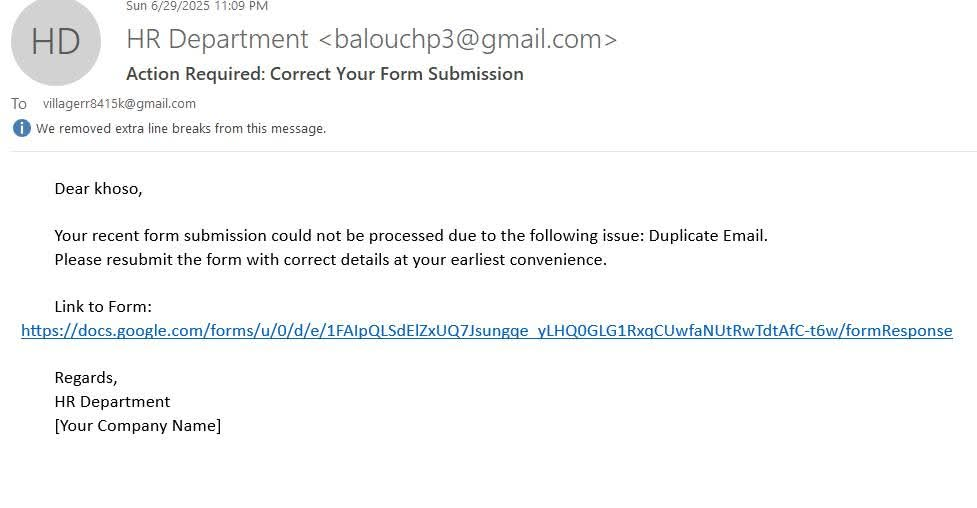 Sun 6/29/2025 11:09 PM
HD
HR Department <balouchp3@gmail.com>
Action Required: Correct Your Form Submission
To villagerr8415k@gmail.com
i We removed extra line breaks from this message.
Dear khoso,
Your recent form submission could not be processed due to the following issue: Duplicate Email.
Please resubmit the form with correct details at your earliest convenience.
Link to Form:
https://docs.google.com/forms/u/0/d/e/1FAIpQLSdElZxUQ7Jsungqe_yLHQ0GLG1RxqCUwfaNUtRwTdtAfC-t6w/formResponse
Regards,
HR Department
[Your Company Name]